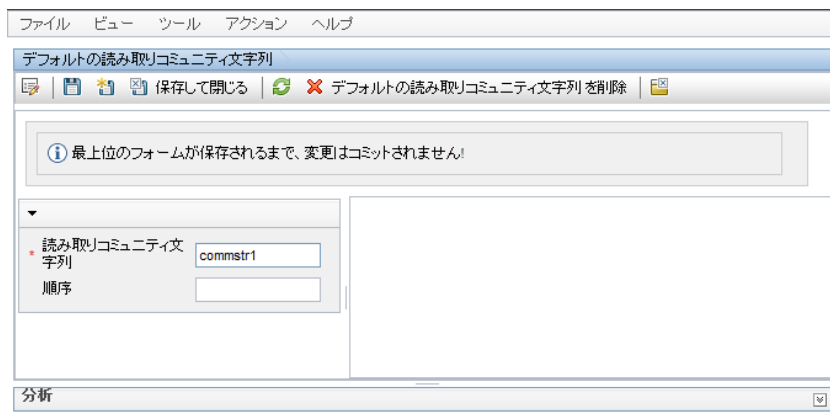 ファイル ビュー ツール アクション ヘルプ
デフォルトの読み取りコミュニティ文字列
保存して閉じる デフォルトの読み取りコミュニティ文字列 を削除
最上位のフォームが保存されるまで、変更はコミットされません!
* 読み取りコミュニティ文
字列
commstr1
順序
分析